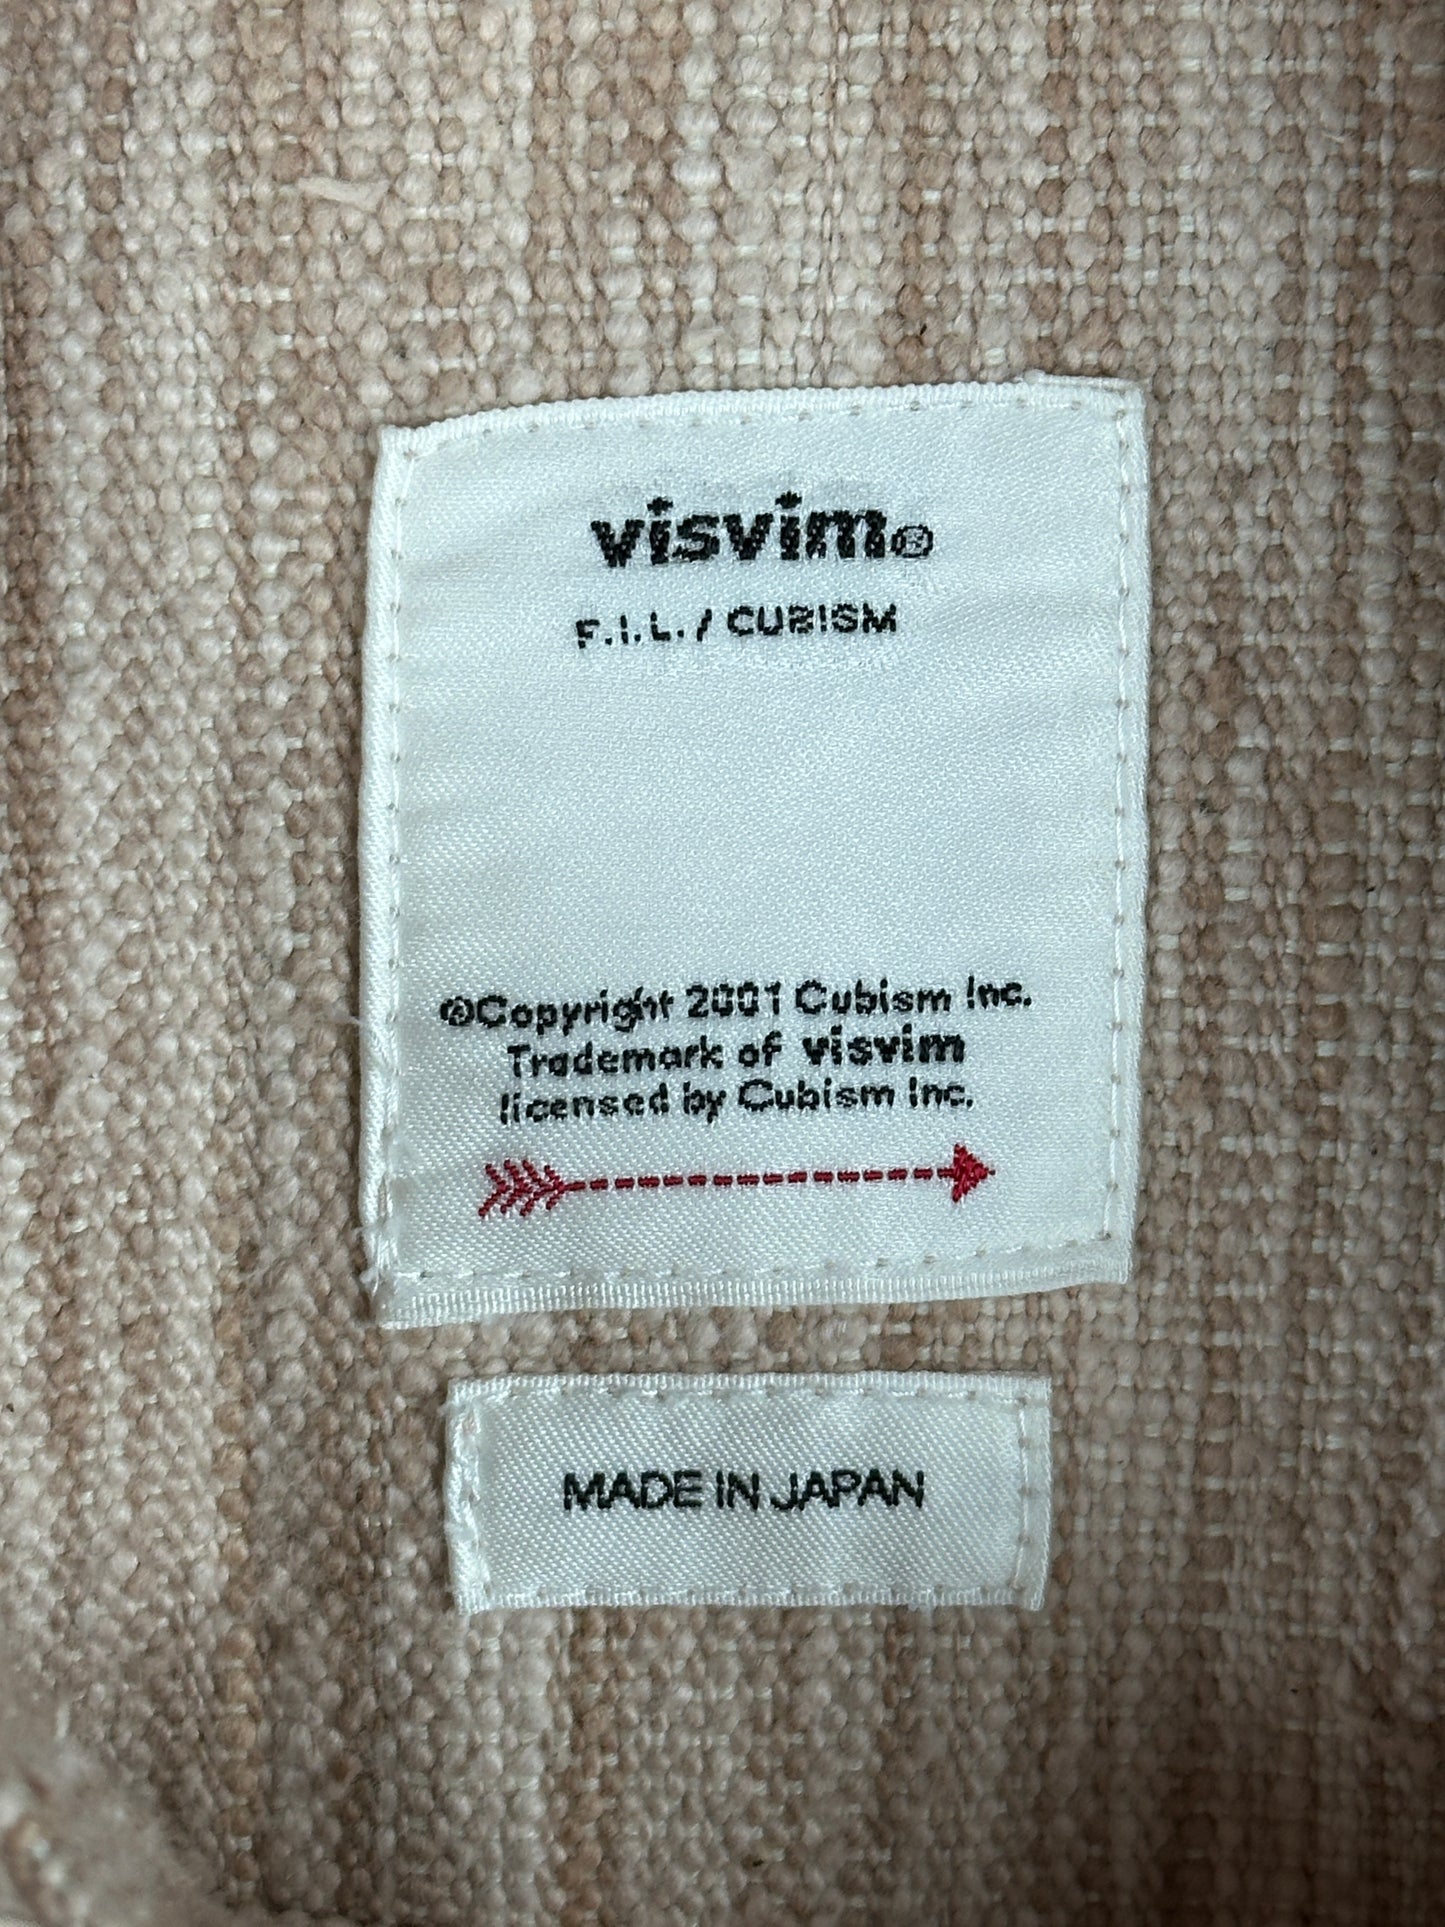 visvim®
F.I.L. / CUBISM
®Copyright 2001 Cubism Inc.
Trademark of visvim
licensed by Cubism Inc.
MADE IN JAPAN